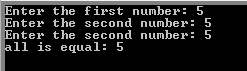 Enter the first number: 5
Enter the second number: 5
Enter the second number: 5
all is equal: 5